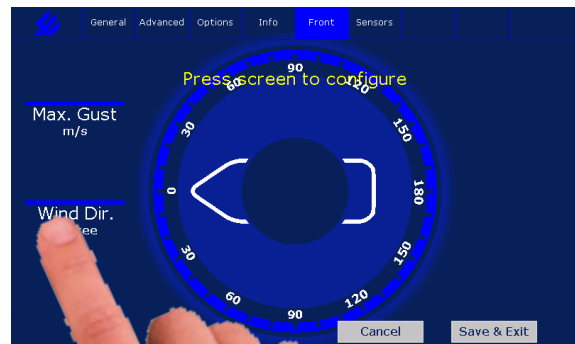 General Advanced Options Info Front Sensors
Press screen to configure
90
60
120
30
150
0
180
30
150
60
120
90
Max. Gust
m/s
Wind Dir.
Cancel Save & Exit